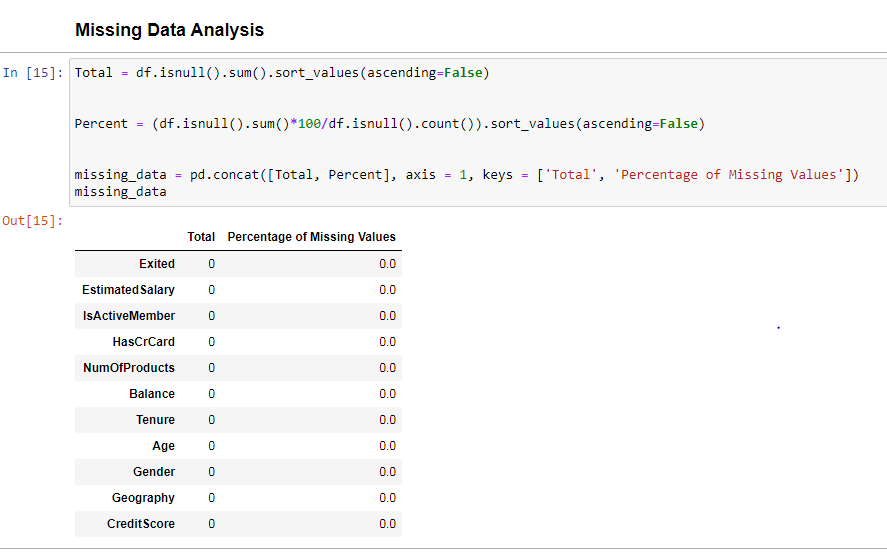 Missing Data Analysis
In [15]: Total = df.isnull().sum().sort_values(ascending=False)
Percent = (df.isnull().sum()*100/df.isnull().count()).sort_values(ascending=False)
missing_data = pd.concat([Total, Percent], axis = 1, keys = ['Total', 'Percentage of Missing Values'])
missing_data
Out[15]:
Total Percentage of Missing Values
Exited 0 0.0
EstimatedSalary 0 0.0
IsActiveMember 0 0.0
HasCrCard 0 0.0
NumOfProducts 0 0.0
Balance 0 0.0
Tenure 0 0.0
Age 0 0.0
Gender 0 0.0
Geography 0 0.0
CreditScore 0 0.0